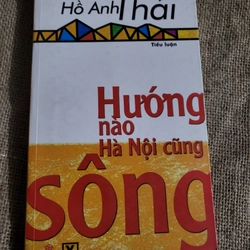 Hồ Anh Thái
Tiểu luận
Hướng
nào
Hà Nội cũng
sông